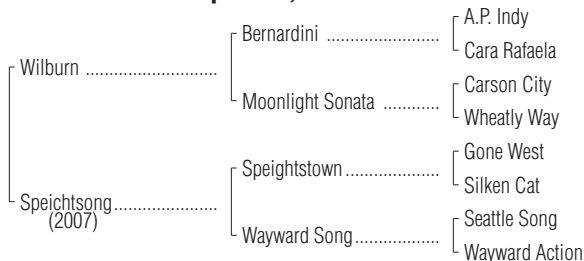 A.P. Indy
Bernardini ......................
Cara Rafaela
Wilburn ..................................
Carson City
Moonlight Sonata ............
Wheatly Way
Gone West
Speightstown ...................
Silken Cat
Speichtsong..........................
(2007)
Seattle Song
Wayward Song.................
Wayward Action